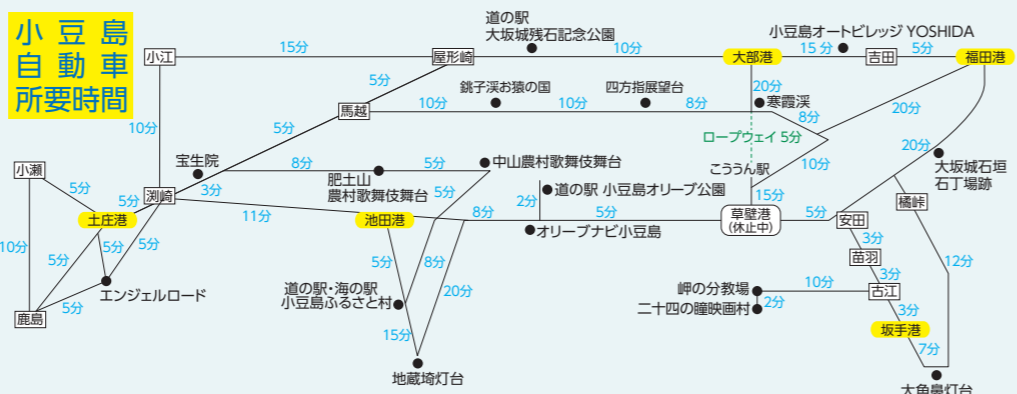 小豆島
自動車
所要時間
道の駅
大坂城残石記念公園
小豆島オートビレッジ YOSHIDA
小江
15分
屋形崎
10分
大部港
15 分
吉田
5分
福田港
5分
銚子渓お猿の国
四方指展望台
20分
寒霞渓
馬越
10分
10分
8分
8分
20分
10分
5分
ロープウェイ 5分
宝生院
8分
5分
中山農村歌舞伎舞台
こううん駅
10分
20分
大坂城石垣
石丁場跡
小瀬
5分
渕崎
3分
肥土山
農村歌舞伎舞台
5分
2分
道の駅 小豆島オリーブ公園
15分
橘峠
土庄港
11分
池田港
8分
5分
草壁港
(休止中)
5分
安田
オリーブナビ小豆島
3分
10分
5分
5分
5分
5分
8分
20分
苗羽
12分
エンジェルロード
道の駅・海の駅
小豆島ふるさと村
岬の分教場
10分
3分
古江
5分
2分
二十四の瞳映画村
3分
鹿島
15分
坂手港
7分
地蔵埼灯台
大角鼻灯台